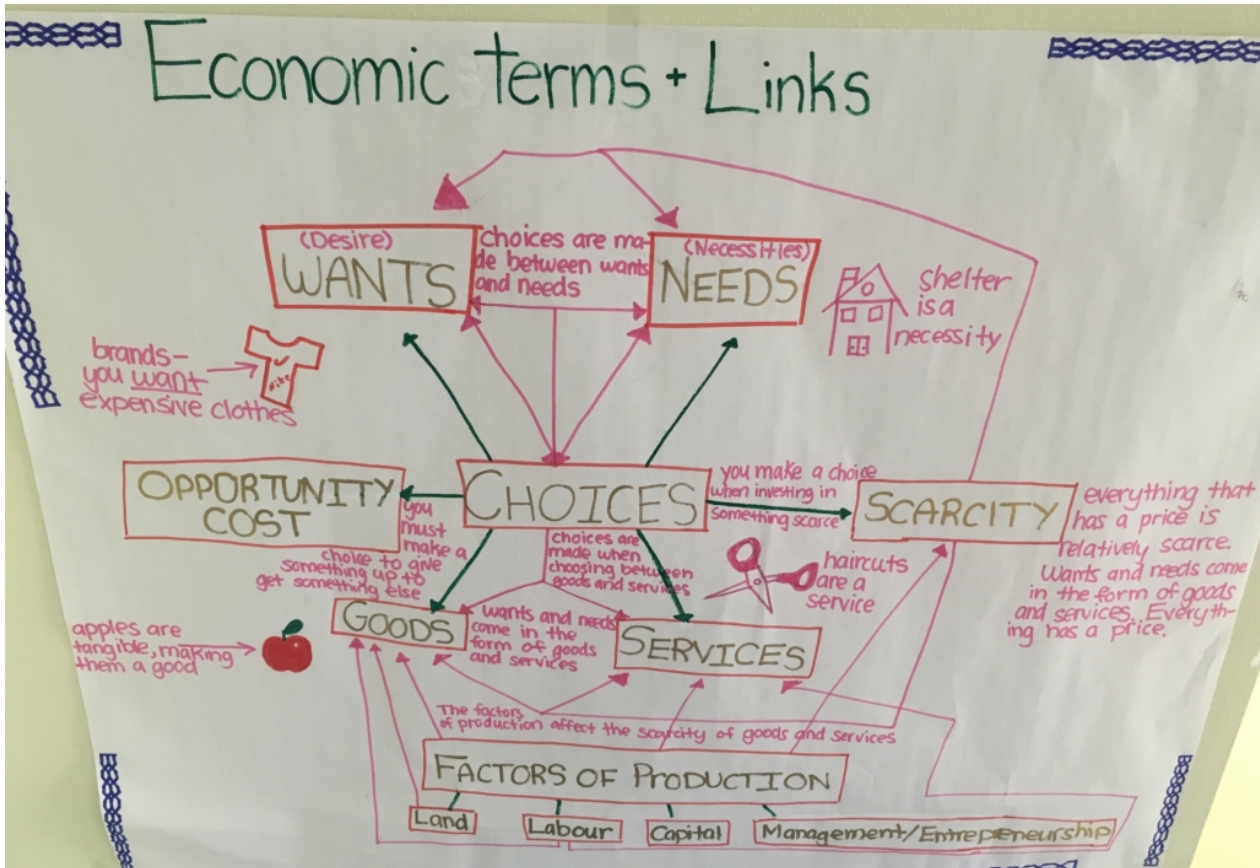 Economic Terms + Links
(Desire)
WANTS
choices are ma-
de between wants
and needs
(Necessities)
NEEDS
shelter
is a
necessity
brands-
you want
expensive clothes
Nike
OPPORTUNITY
COST
you
must
make a
choice to give
something up to
get something else
CHOICES
you make a choice
when investing in
something scarce
SCARCITY
everything that
has a price is
relatively scarce.
Wants and needs come
in the form of goods
and services. Everyth-
ing has a price.
choices are
made when
choosing between
goods and services
haircuts
are a
service
apples are
tangible, making
them a good
GOODS
wants and needs
come in the
form of goods
and services
SERVICES
The factors
of production affect the scarcity of goods and services
FACTORS OF PRODUCTION
Land
Labour
Capital
Management/Entrepreneurship